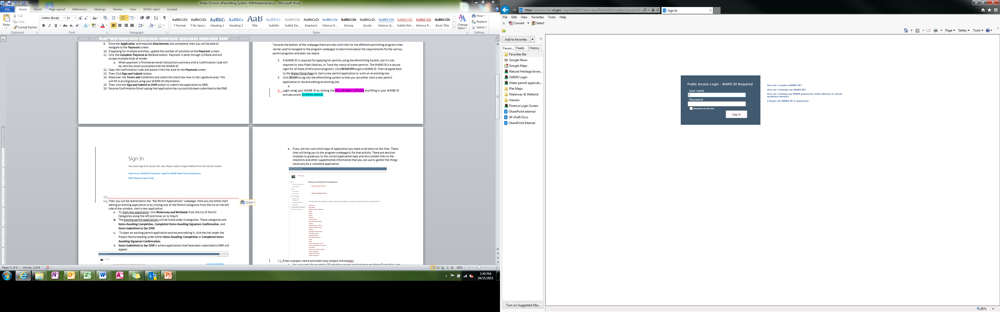 Water Division ePermitting System-W&Wexternal.docx - Microsoft Word
File Home Insert Page Layout References Mailings Review View DYMO Label Acrobat
Paste
Cut
Copy
Format Painter
Clipboard
Calibri (Body) 11
Font
Paragraph
AaBbCcDc ¶ Normal
AaBbCcDc ¶ No Spaci...
AaBbC Heading 1
AaBbCc Heading 2
AaB Title
AaBbCc. Subtitle
AaBbCcDc Subtle Em...
AaBbCcDc Emphasis
AaBbCcDc Intense E...
AaBbCcDc Strong
AaBbCcDc Quote
AaBbCcDc Intense Q...
AABBCCDE Subtle Ref...
AABBCCDE Intense R...
AABBCCDE Book Title
Styles
Change Styles
Find
Replace
Select
Editing
9. Once the Application and required Attachments are completed, then you will be able to
navigate to the Payment screen.
10. If applying for multiple activities, update the number of activities on the Payment screen.
11. Click the Complete Payment at US Bank button. Payment is done through US Bank and will
accept multiple kinds of tender
a. When payment is finished an email transaction summary with a Confirmation Code will
be sent the email associated with the WAMS ID.
12. Copy the Confirmation Code and paste it into the area on the Payment screen.
13. Then Click Sign and Submit button.
14. Read over the Terms and Conditions and select the check box next to the signature area. This
will fill in an eSignature using your WAMS ID information.
15. Then click the Sign and Submit to DNR button to submit the application to DNR.
16. Receive Confirmation Email saying that application has successfully been submitted to the DNR
Towards the bottom of the webpage there are tabs with links for the different permitting programs that
can be used to navigate to the program webpages to learn more about the requirements for the various
permit programs and does not expire.
2. A WAMS ID is required for applying for permits using the ePermitting System, but it is not
required to view Public Notices, or Track the status of water permits. The WAMS ID is a secure
login for all State of Wisconsin programs. Click REGISTER to get a WAMS ID. Then navigate back
to the Water Portal Page to start a new permit application or work on an existing one.
3. Click BEGIN to log into the ePermitting system so that you can either start a new permit
application or resume editing an existing one.
a.
4. Login using your WAMS ID by clicking the (FILL IN RIGHT OPTION) and filling in your WAMS ID
and password [SCREEN IMAGE]
Sign In
You must Sign In to access this site. Please select a login method from the choices below:
Public Access (WAMS ID Required) - Apply for WDNR Water Permit Applications
DNR Employee Sign In Only
4.5.
5.6. Then you will be redirected to the "My Permit Applications" webpage. Here you can either start
editing an existing application or by clicking one of the Permit Categories from the list on the left
side of the window, start a new application.
a. To start new application: click Waterway and Wetlands from the list of Permit
Categories along the left and move on to Step 6
b. The existing permit applications will be listed under 3 categories. These categories are:
Items Awaiting Completion, Completed Items Awaiting Signature Confirmation, and
Items Submitted to the DNR.
c. To open an existing permit application and resume editing it, click the link under the
Project Name heading under either Items Awaiting Completion or Completed Items
Awaiting Signature Confirmation.
d. Items Submitted to the DNR is where applications that have been submitted to DNR will
appear
(Ctrl)
a. If you are not sure which type of application you need scroll down to the links. These
links will bring you to the program webpage(s) for that activity. There are decision
modules to guide you to the correct application type and also contain links to the
checklists and other supplemental information that you can use to gather the things
necessary for a complete application.
Waterway and Wetland Permit Applications
Start General Permit
Start Individual Permit
Use these decision modules to help you determine whether you need an Individual Permit or a General Permit
7.8. Enter a project name and select your project activity(ies)
Page: 3 of 9 Words: 1,674
80%
1:50 PM
04/15/2015
https://permits.dnr.wi.gov/_login/DNR15Claims.aspx?ReturnUrl=/water/_layouts/15/
Sign In
File Edit View Favorites Tools Help
Convert Select
Page Safety Tools
Add to favorites
Favori... Feeds History
Favorites Bar
Google News
Google Maps
Natural Heritage Inven...
SWIMS Login
Water permit applicati...
Plat Maps
Waterway & Wetland
Viewers
Finance Login Screen
SharePoint external
SP-Draft Docs
SharePoint Internal
Turn on Suggested Site...
Public Access Login - WAMS ID Required
User name
Password
Remember me next time.
Log In
How do I create a WAMS ID?
How do I activate my WAMS ID?
How do I change my WAMS password, email address or secret
question/answer?
I forgot my WAMS ID or password
85%